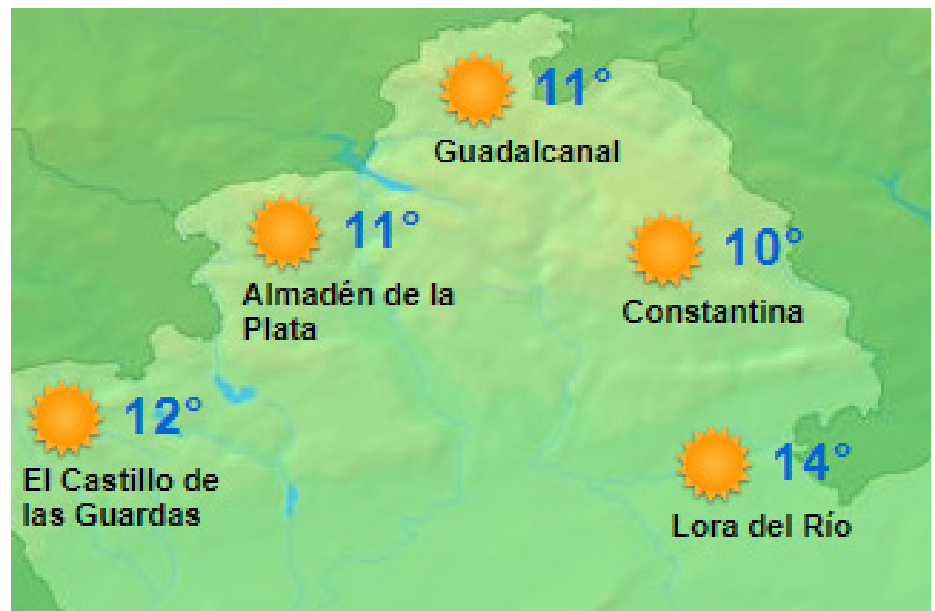 11°
Guadalcanal
11°
Almadén de la
Plata
10°
Constantina
12°
El Castillo de
las Guardas
14°
Lora del Río